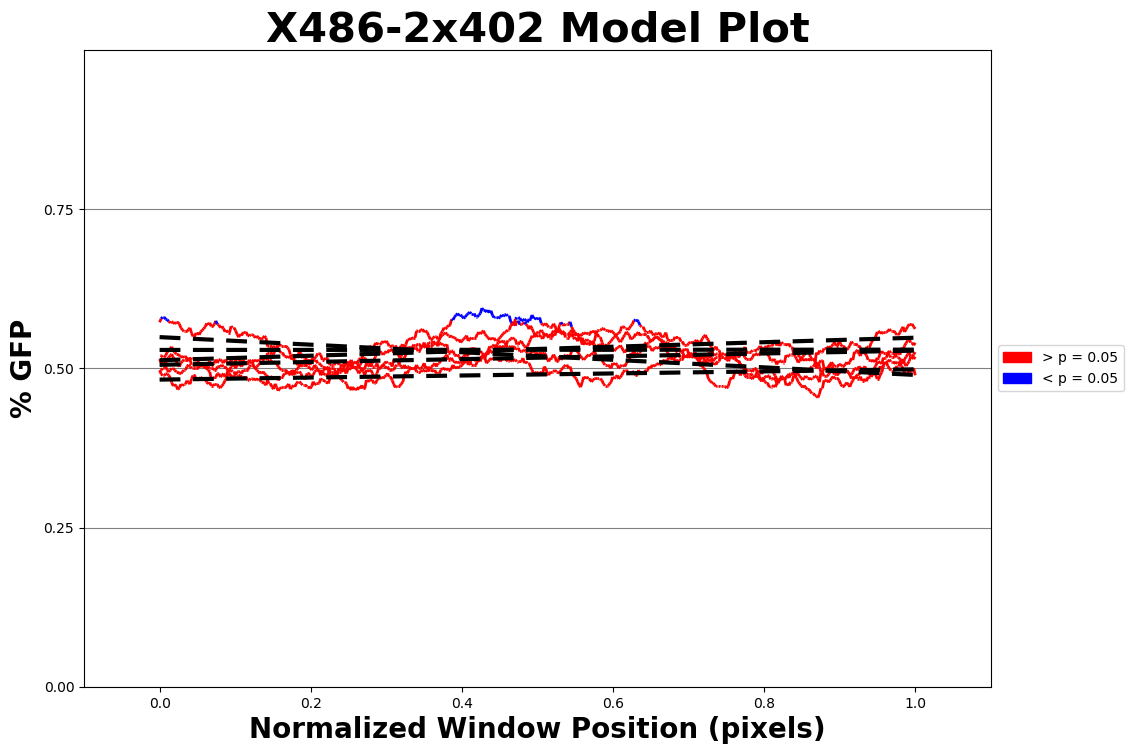 X486-2x402 Model Plot
% GFP
0.75
0.50
0.25
0.00
0.0 0.2 0.4 0.6 0.8 1.0
Normalized Window Position (pixels)
> p = 0.05
< p = 0.05